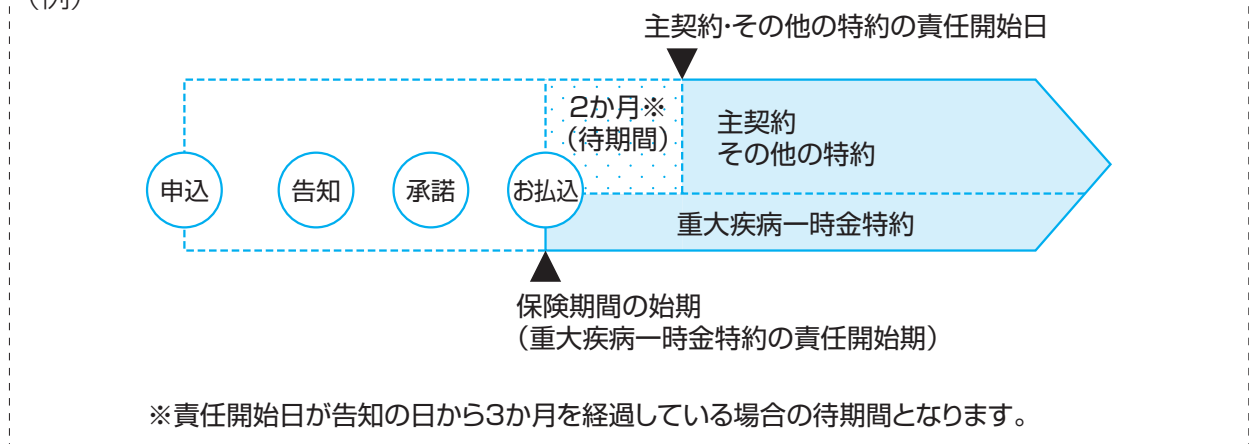 （例）
主契約・その他の特約の責任開始日
2か月※
（待期間）
主契約
その他の特約
申込
告知
承諾
お払込
重大疾病一時金特約
保険期間の始期
（重大疾病一時金特約の責任開始期）
※責任開始日が告知の日から3か月を経過している場合の待期間となります。